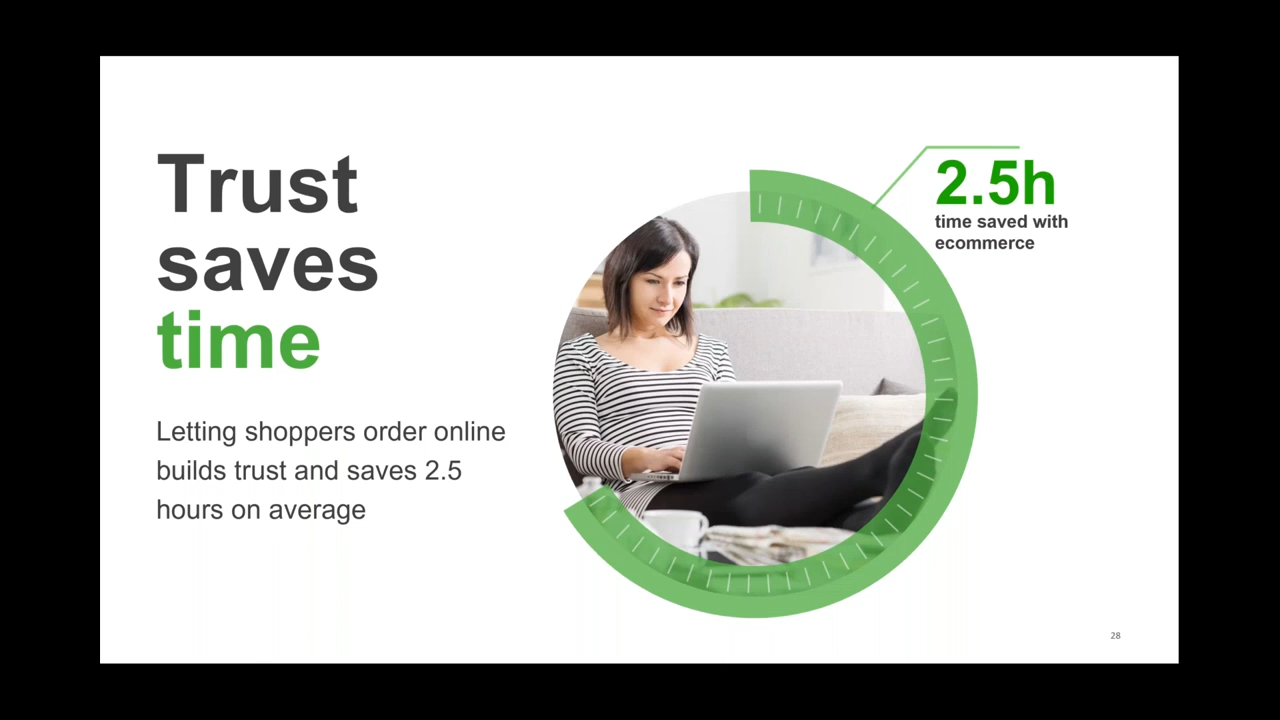 Trust
saves
time
Letting shoppers order online
builds trust and saves 2.5
hours on average
2.5h
time saved with
ecommerce
28